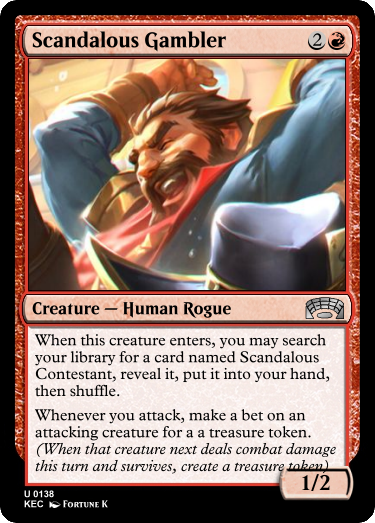 Scandalous Gambler 2
Creature — Human Rogue
When this creature enters, you may search
your library for a card named Scandalous
Contestant, reveal it, put it into your hand,
then shuffle.
Whenever you attack, make a bet on an
attacking creature for a a treasure token.
(When that creature next deals combat damage
this turn and survives, create a treasure token)
1/2
U 0138
KEC Fortune K